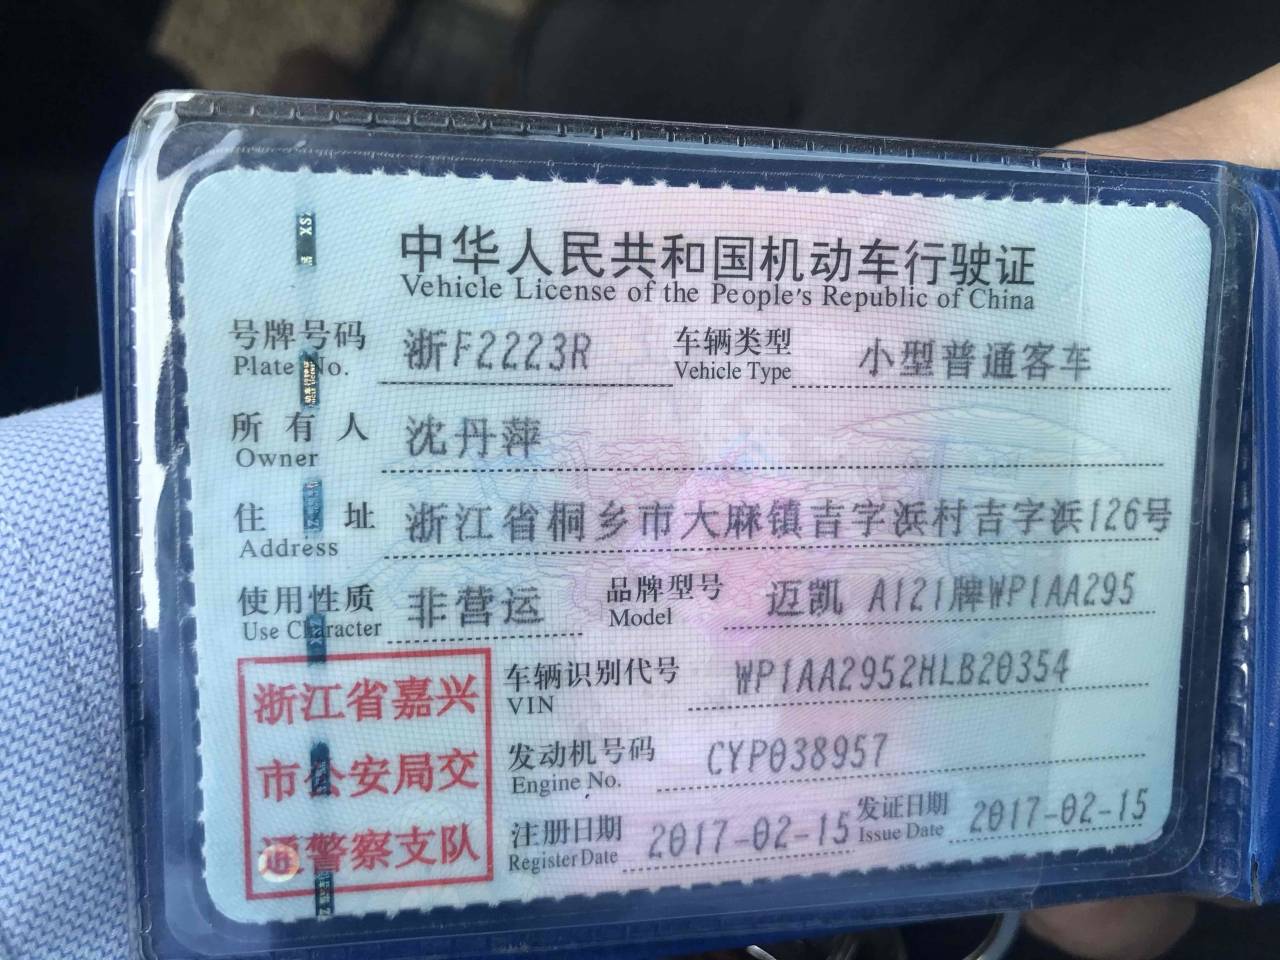 中华人民共和国机动车行驶证
Vehicle License of the People's Republic of China
号牌号码 浙F2223R 车辆类型 小型普通客车
Plate No. Vehicle Type
所有人 沈丹萍
Owner
住址 浙江省桐乡市大麻镇吉字浜村吉字浜126号
Address
使用性质 非营运 品牌型号 迈凯 A121牌WP1AA295
Use Character Model
浙江省嘉兴
市公安局交
通警察支队
车辆识别代号 WP1AA2952HLB20354
VIN
发动机号码 CYP038957
Engine No.
注册日期 2017-02-15 发证日期 2017-02-15
Register Date Issue Date